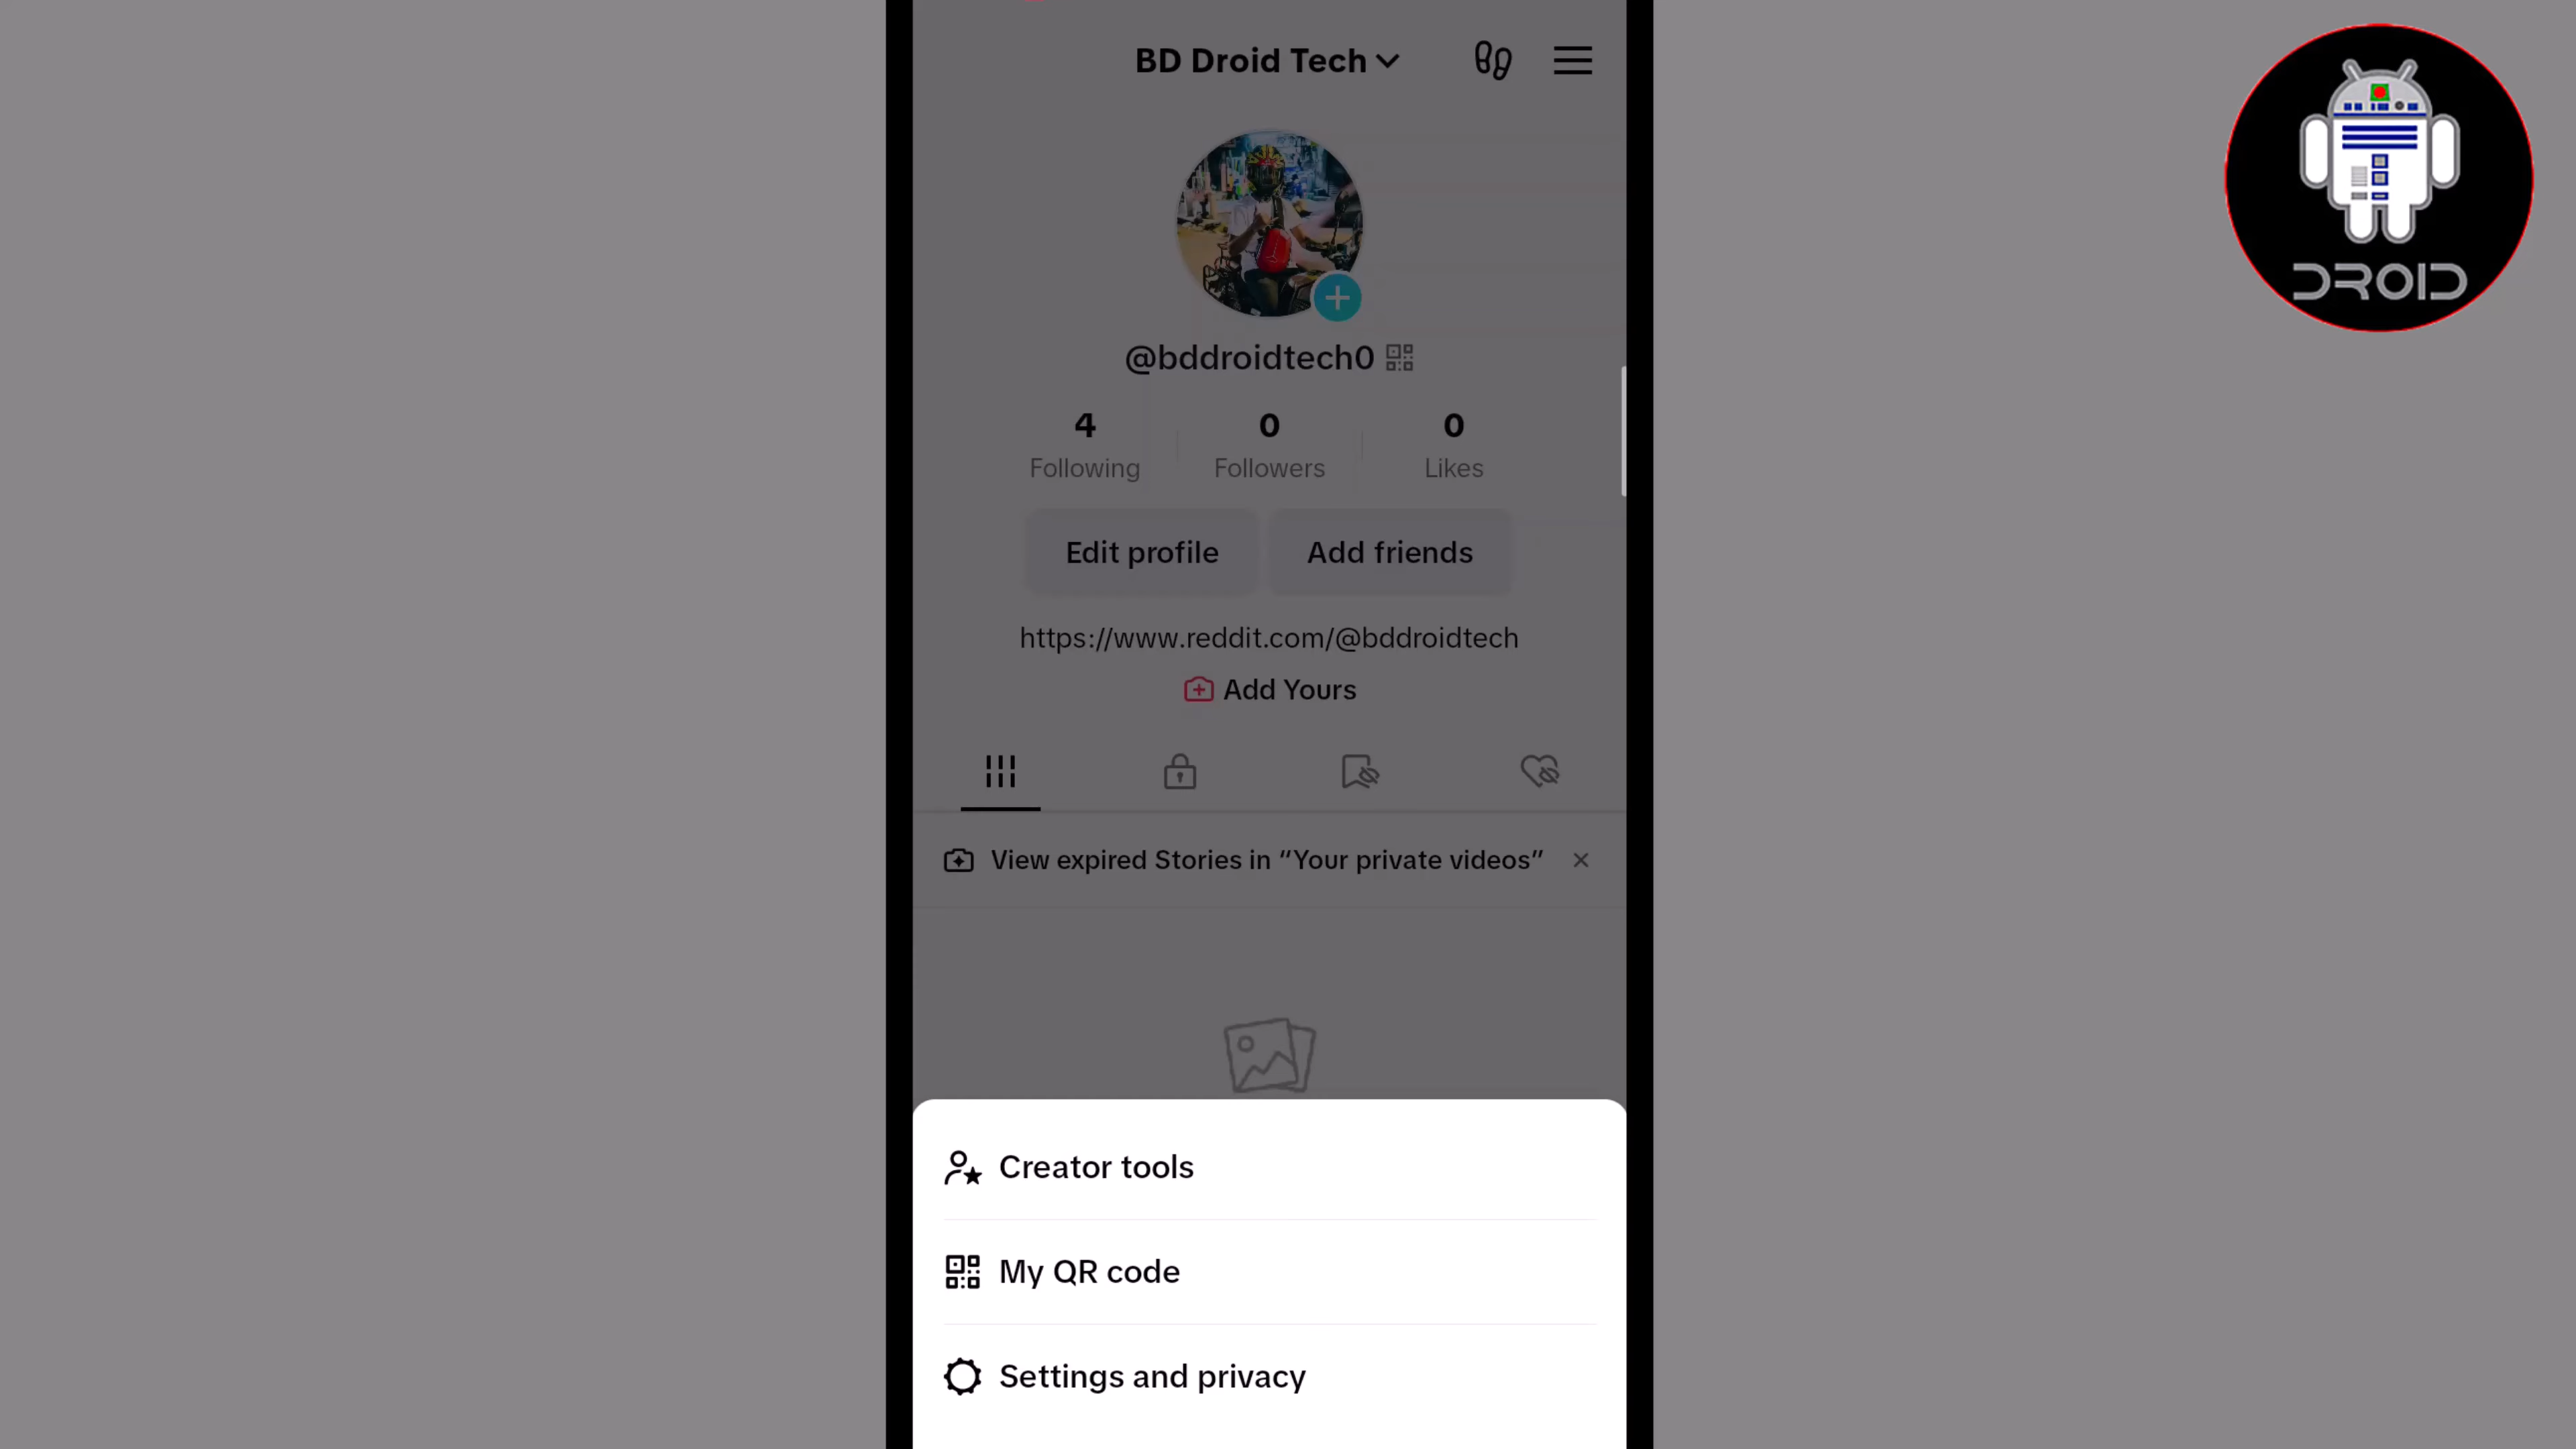 BD Droid Tech
DROID
@bddroidtech0
4
Following
0
Followers
0
Likes
Edit profile
Add friends
https://www.reddit.com/@bddroidtech
Add Yours
View expired Stories in “Your private videos”
Creator tools
My QR code
Settings and privacy